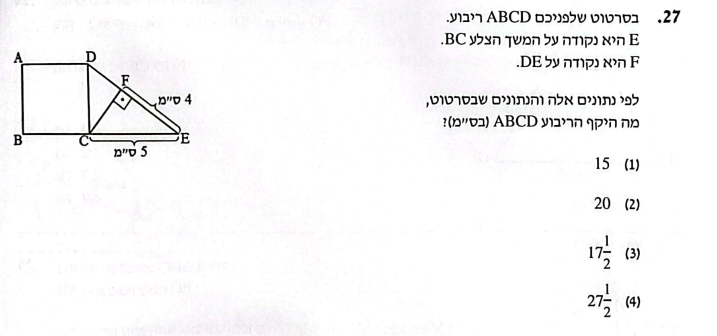 27. בסרטוט שלפניכם ABCD ריבוע.
E היא נקודה על המשך הצלע BC.
F היא נקודה על DE.
לפי נתונים אלה והנתונים שבסרטוט,
מה היקף הריבוע ABCD (בס"מ)?
(1) 15
(2) 20
(3) 17 1/2
(4) 27 1/2
A D
F
4 ס"מ
B C E
5 ס"מ